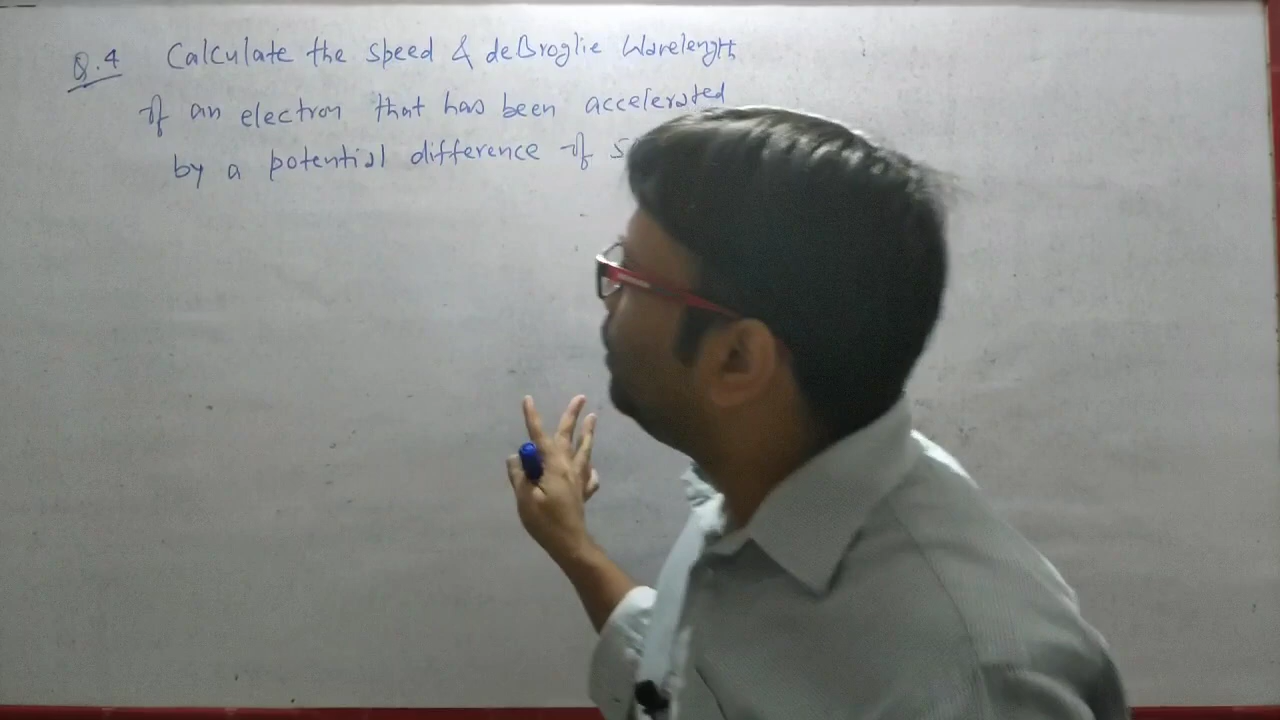 Q.4 Calculate the speed & deBroglie Wavelength
of an electron that has been accelerated
by a potential difference of